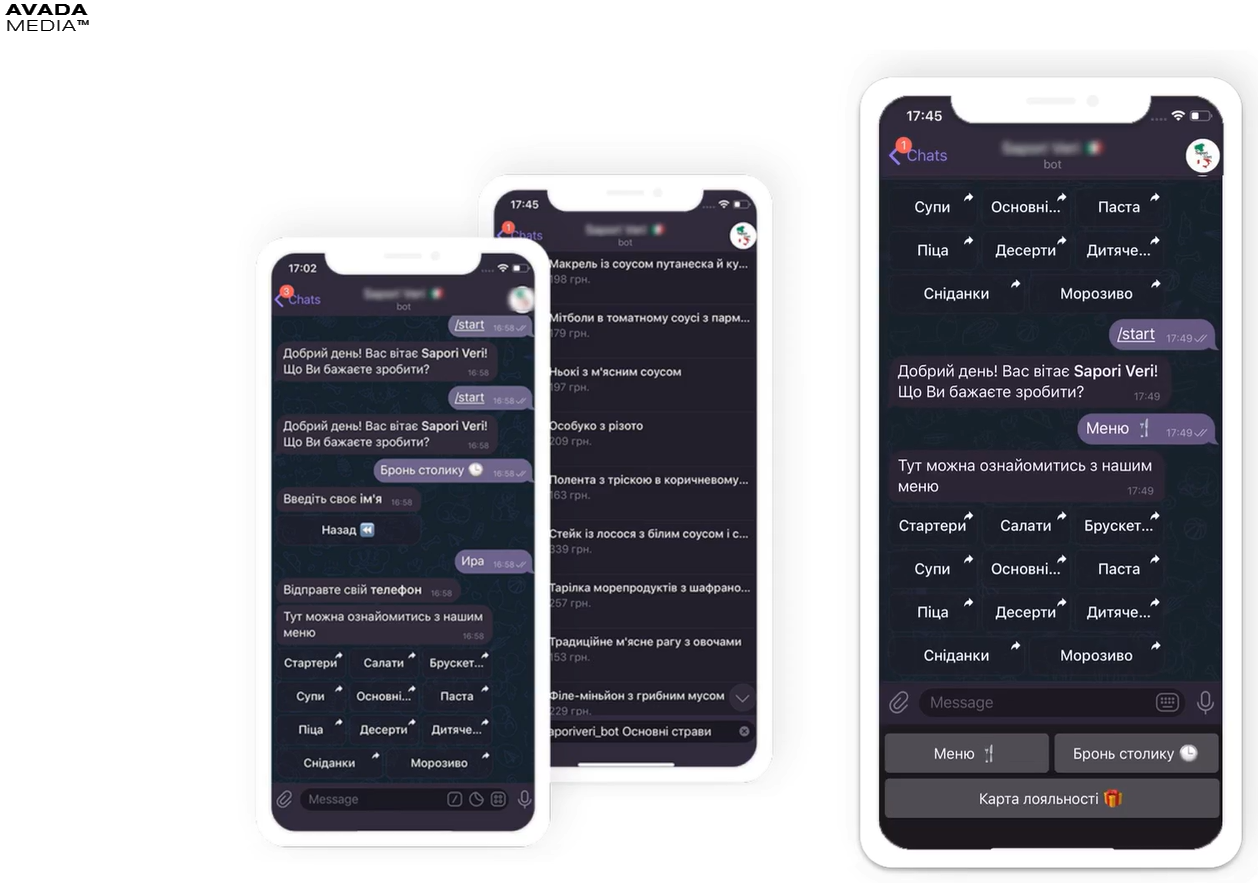 AVADA
MEDIA™
17:02
3
Chats
Sapori Veri
bot
/start 16:58
Добрий день! Вас вітає Sapori Veri!
Що Ви бажаєте зробити? 16:58
/start 16:58
Добрий день! Вас вітає Sapori Veri!
Що Ви бажаєте зробити? 16:58
Бронь столику 16:58
Введіть своє ім'я 16:58
Назад
Ира 16:58
Відправте свій телефон 16:58
Тут можна ознайомитись з нашим
меню 16:58
Стартери Салати Брускет...
Супи Основні... Паста
Піца Десерти Дитяче...
Сніданки Морозиво
Message
17:45
1
Chats
Sapori Veri
bot
Макрель із соусом путанеска й ку...
198 грн.
Мітболи в томатному соусі з парм...
179 грн.
Ньокі з м'ясним соусом
197 грн.
Особуко з різото
209 грн.
Полента з тріскою в коричневому...
163 грн.
Стейк із лосося з білим соусом і с...
339 грн.
Тарілка морепродуктів з шафрано...
257 грн.
Традиційне м'ясне рагу з овочами
153 грн.
Філе-міньйон з грибним мусом
229 грн.
aporiveri_bot Основні страви
17:45
1
Chats
Sapori Veri
bot
Супи Основні... Паста
Піца Десерти Дитяче...
Сніданки Морозиво
/start 17:49
Добрий день! Вас вітає Sapori Veri!
Що Ви бажаєте зробити? 17:49
Меню 17:49
Тут можна ознайомитись з нашим
меню 17:49
Стартери Салати Брускет...
Супи Основні... Паста
Піца Десерти Дитяче...
Сніданки Морозиво
Message
Меню Бронь столику
Карта лояльності